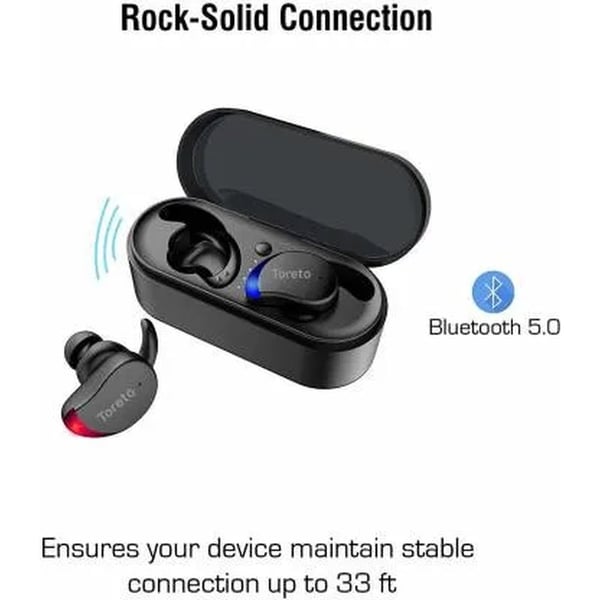 Rock-Solid Connection
Toreto
Bluetooth 5.0
Toreto
Ensures your device maintain stable
connection up to 33 ft